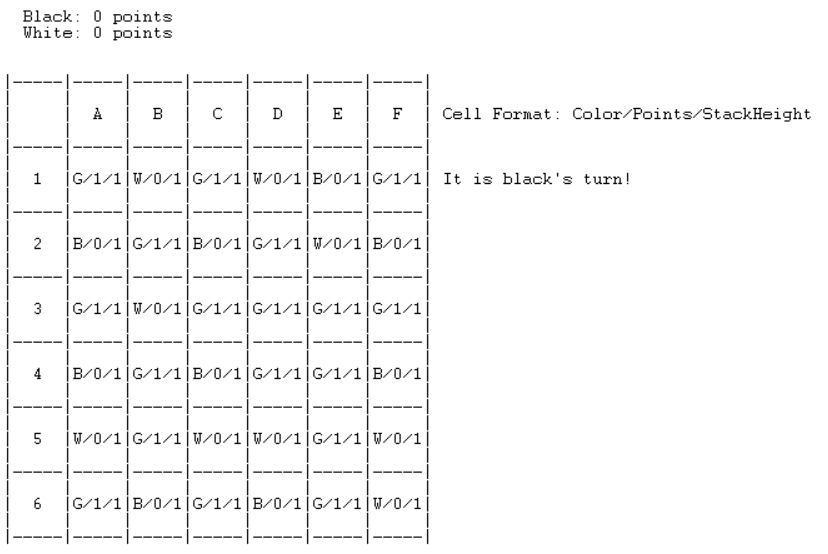 Black: 0 points
White: 0 points
|-----|-----|-----|-----|-----|-----|-----|
| | A | B | C | D | E | F | Cell Format: Color/Points/StackHeight
|-----|-----|-----|-----|-----|-----|-----|
| 1 |G/1/1|W/0/1|G/1/1|W/0/1|B/0/1|G/1/1| It is black's turn!
|-----|-----|-----|-----|-----|-----|-----|
| 2 |B/0/1|G/1/1|B/0/1|G/1/1|W/0/1|B/0/1|
|-----|-----|-----|-----|-----|-----|-----|
| 3 |G/1/1|W/0/1|G/1/1|G/1/1|G/1/1|G/1/1|
|-----|-----|-----|-----|-----|-----|-----|
| 4 |B/0/1|G/1/1|B/0/1|G/1/1|G/1/1|B/0/1|
|-----|-----|-----|-----|-----|-----|-----|
| 5 |W/0/1|G/1/1|W/0/1|W/0/1|G/1/1|W/0/1|
|-----|-----|-----|-----|-----|-----|-----|
| 6 |G/1/1|B/0/1|G/1/1|B/0/1|G/1/1|W/0/1|
|-----|-----|-----|-----|-----|-----|-----|